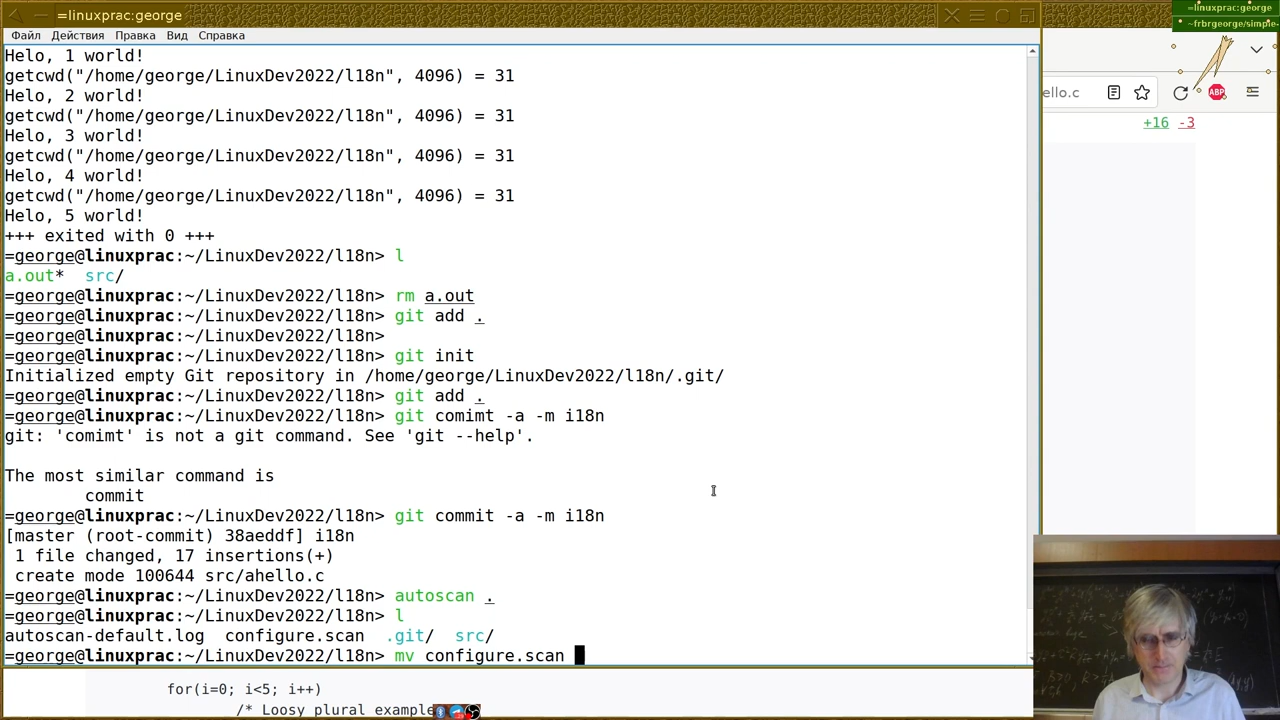 =linuxprac:george
=linuxprac:george
~frbrgeorge/simple-
Файл Действия Правка Вид Справка
ello.c
ABP
+16 -3
Helo, 1 world!
getcwd("/home/george/LinuxDev2022/l18n", 4096) = 31
Helo, 2 world!
getcwd("/home/george/LinuxDev2022/l18n", 4096) = 31
Helo, 3 world!
getcwd("/home/george/LinuxDev2022/l18n", 4096) = 31
Helo, 4 world!
getcwd("/home/george/LinuxDev2022/l18n", 4096) = 31
Helo, 5 world!
+++ exited with 0 +++
=george@linuxprac:~/LinuxDev2022/l18n> l
a.out* src/
=george@linuxprac:~/LinuxDev2022/l18n> rm a.out
=george@linuxprac:~/LinuxDev2022/l18n> git add .
=george@linuxprac:~/LinuxDev2022/l18n>
=george@linuxprac:~/LinuxDev2022/l18n> git init
Initialized empty Git repository in /home/george/LinuxDev2022/l18n/.git/
=george@linuxprac:~/LinuxDev2022/l18n> git add .
=george@linuxprac:~/LinuxDev2022/l18n> git comimt -a -m i18n
git: 'comimt' is not a git command. See 'git --help'.
The most similar command is
commit
=george@linuxprac:~/LinuxDev2022/l18n> git commit -a -m i18n
[master (root-commit) 38aeddf] i18n
1 file changed, 17 insertions(+)
create mode 100644 src/ahello.c
=george@linuxprac:~/LinuxDev2022/l18n> autoscan .
=george@linuxprac:~/LinuxDev2022/l18n> l
autoscan-default.log configure.scan .git/ src/
=george@linuxprac:~/LinuxDev2022/l18n> mv configure.scan
for(i=0; i<5; i++)
/* Loosy plural example